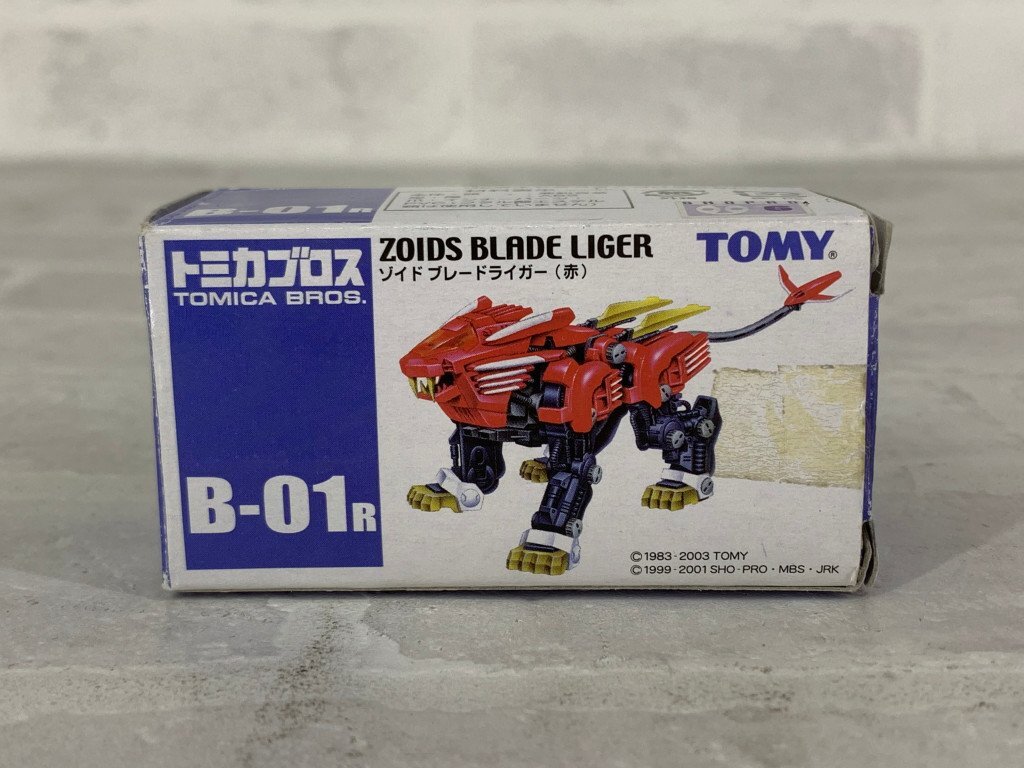 B-01R
トミカブロス
TOMICA BROS.
ZOIDS BLADE LIGER
ゾイド ブレードライガー（赤）
TOMY®
B-01R
©1983-2003 TOMY
©1999-2001 SHO-PRO・MBS・JRK